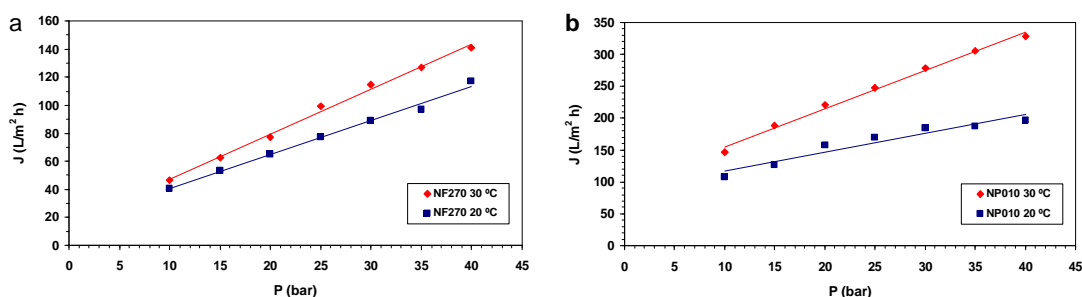 a
160
140
120
100
80
60
40
20
0
J (L/m² h)
0 5 10 15 20 25 30 35 40 45
P (bar)
NF270 30 ºC
NF270 20 ºC
b
350
300
250
200
150
100
50
0
J (L/m² h)
0 5 10 15 20 25 30 35 40 45
P (bar)
NP010 30 ºC
NP010 20 ºC